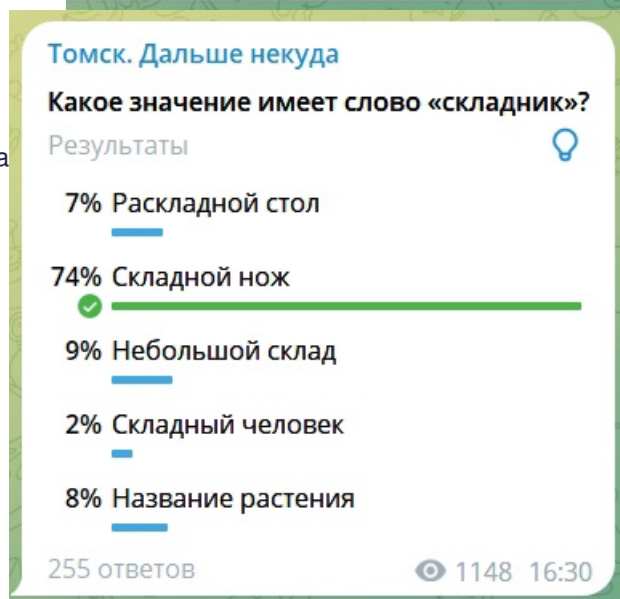 Томск. Дальше некуда
Какое значение имеет слово «складник»?
Результаты
7% Раскладной стол
74% Складной нож
9% Небольшой склад
2% Складный человек
8% Название растения
255 ответов 1148 16:30